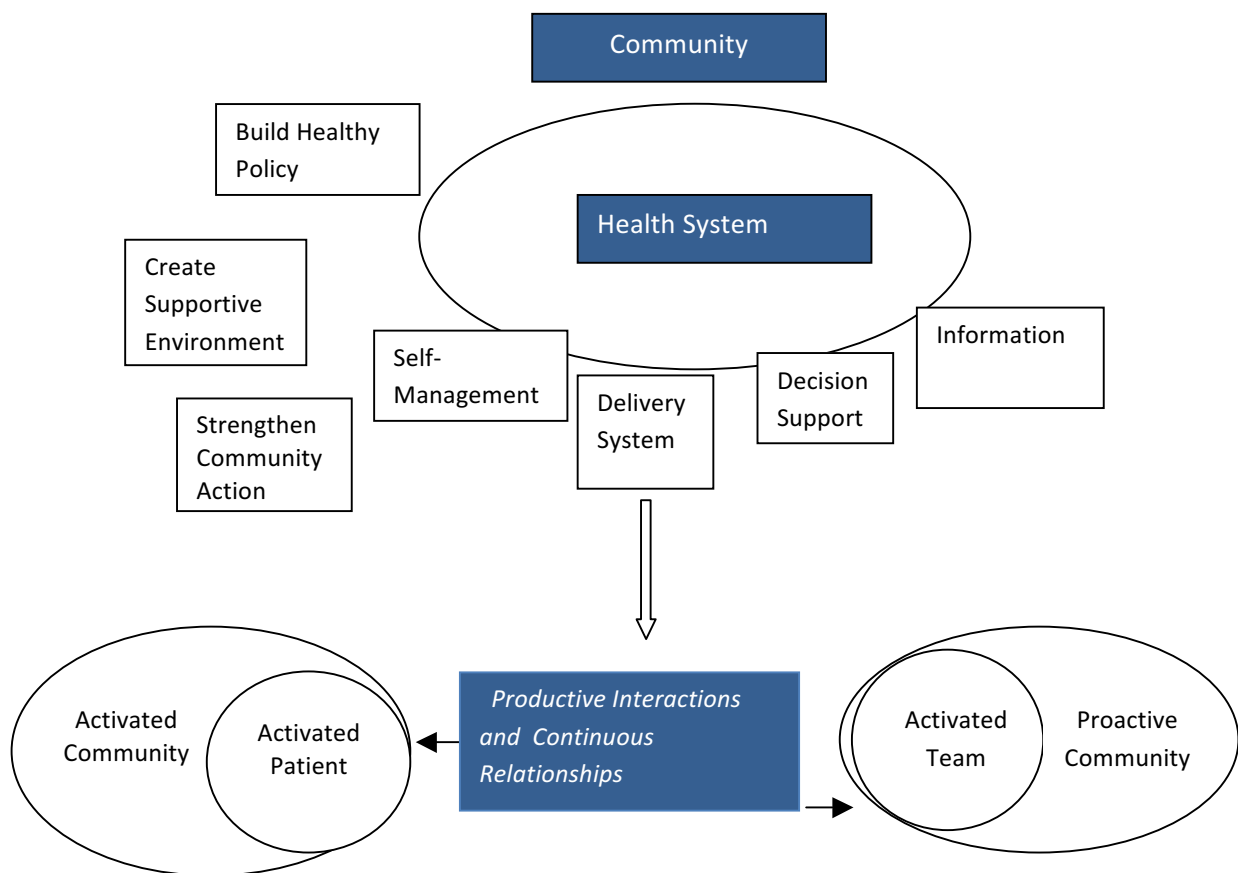 Community
Build Healthy
Policy
Health System
Create
Supportive
Environment
Information
Self-
Management
Decision
Support
Delivery
System
Strengthen
Community
Action
Productive Interactions
and Continuous
Relationships
Activated
Community
Activated
Patient
Activated
Team
Proactive
Community